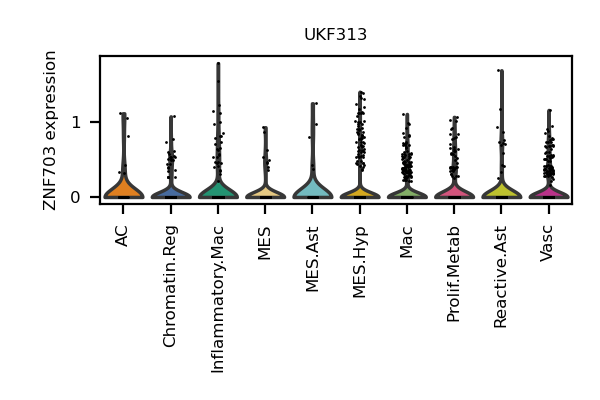 UKF313
ZNF703 expression
1
0
AC
Chromatin.Reg
Inflammatory.Mac
MES
MES.Ast
MES.Hyp
Mac
Prolif.Metab
Reactive.Ast
Vasc